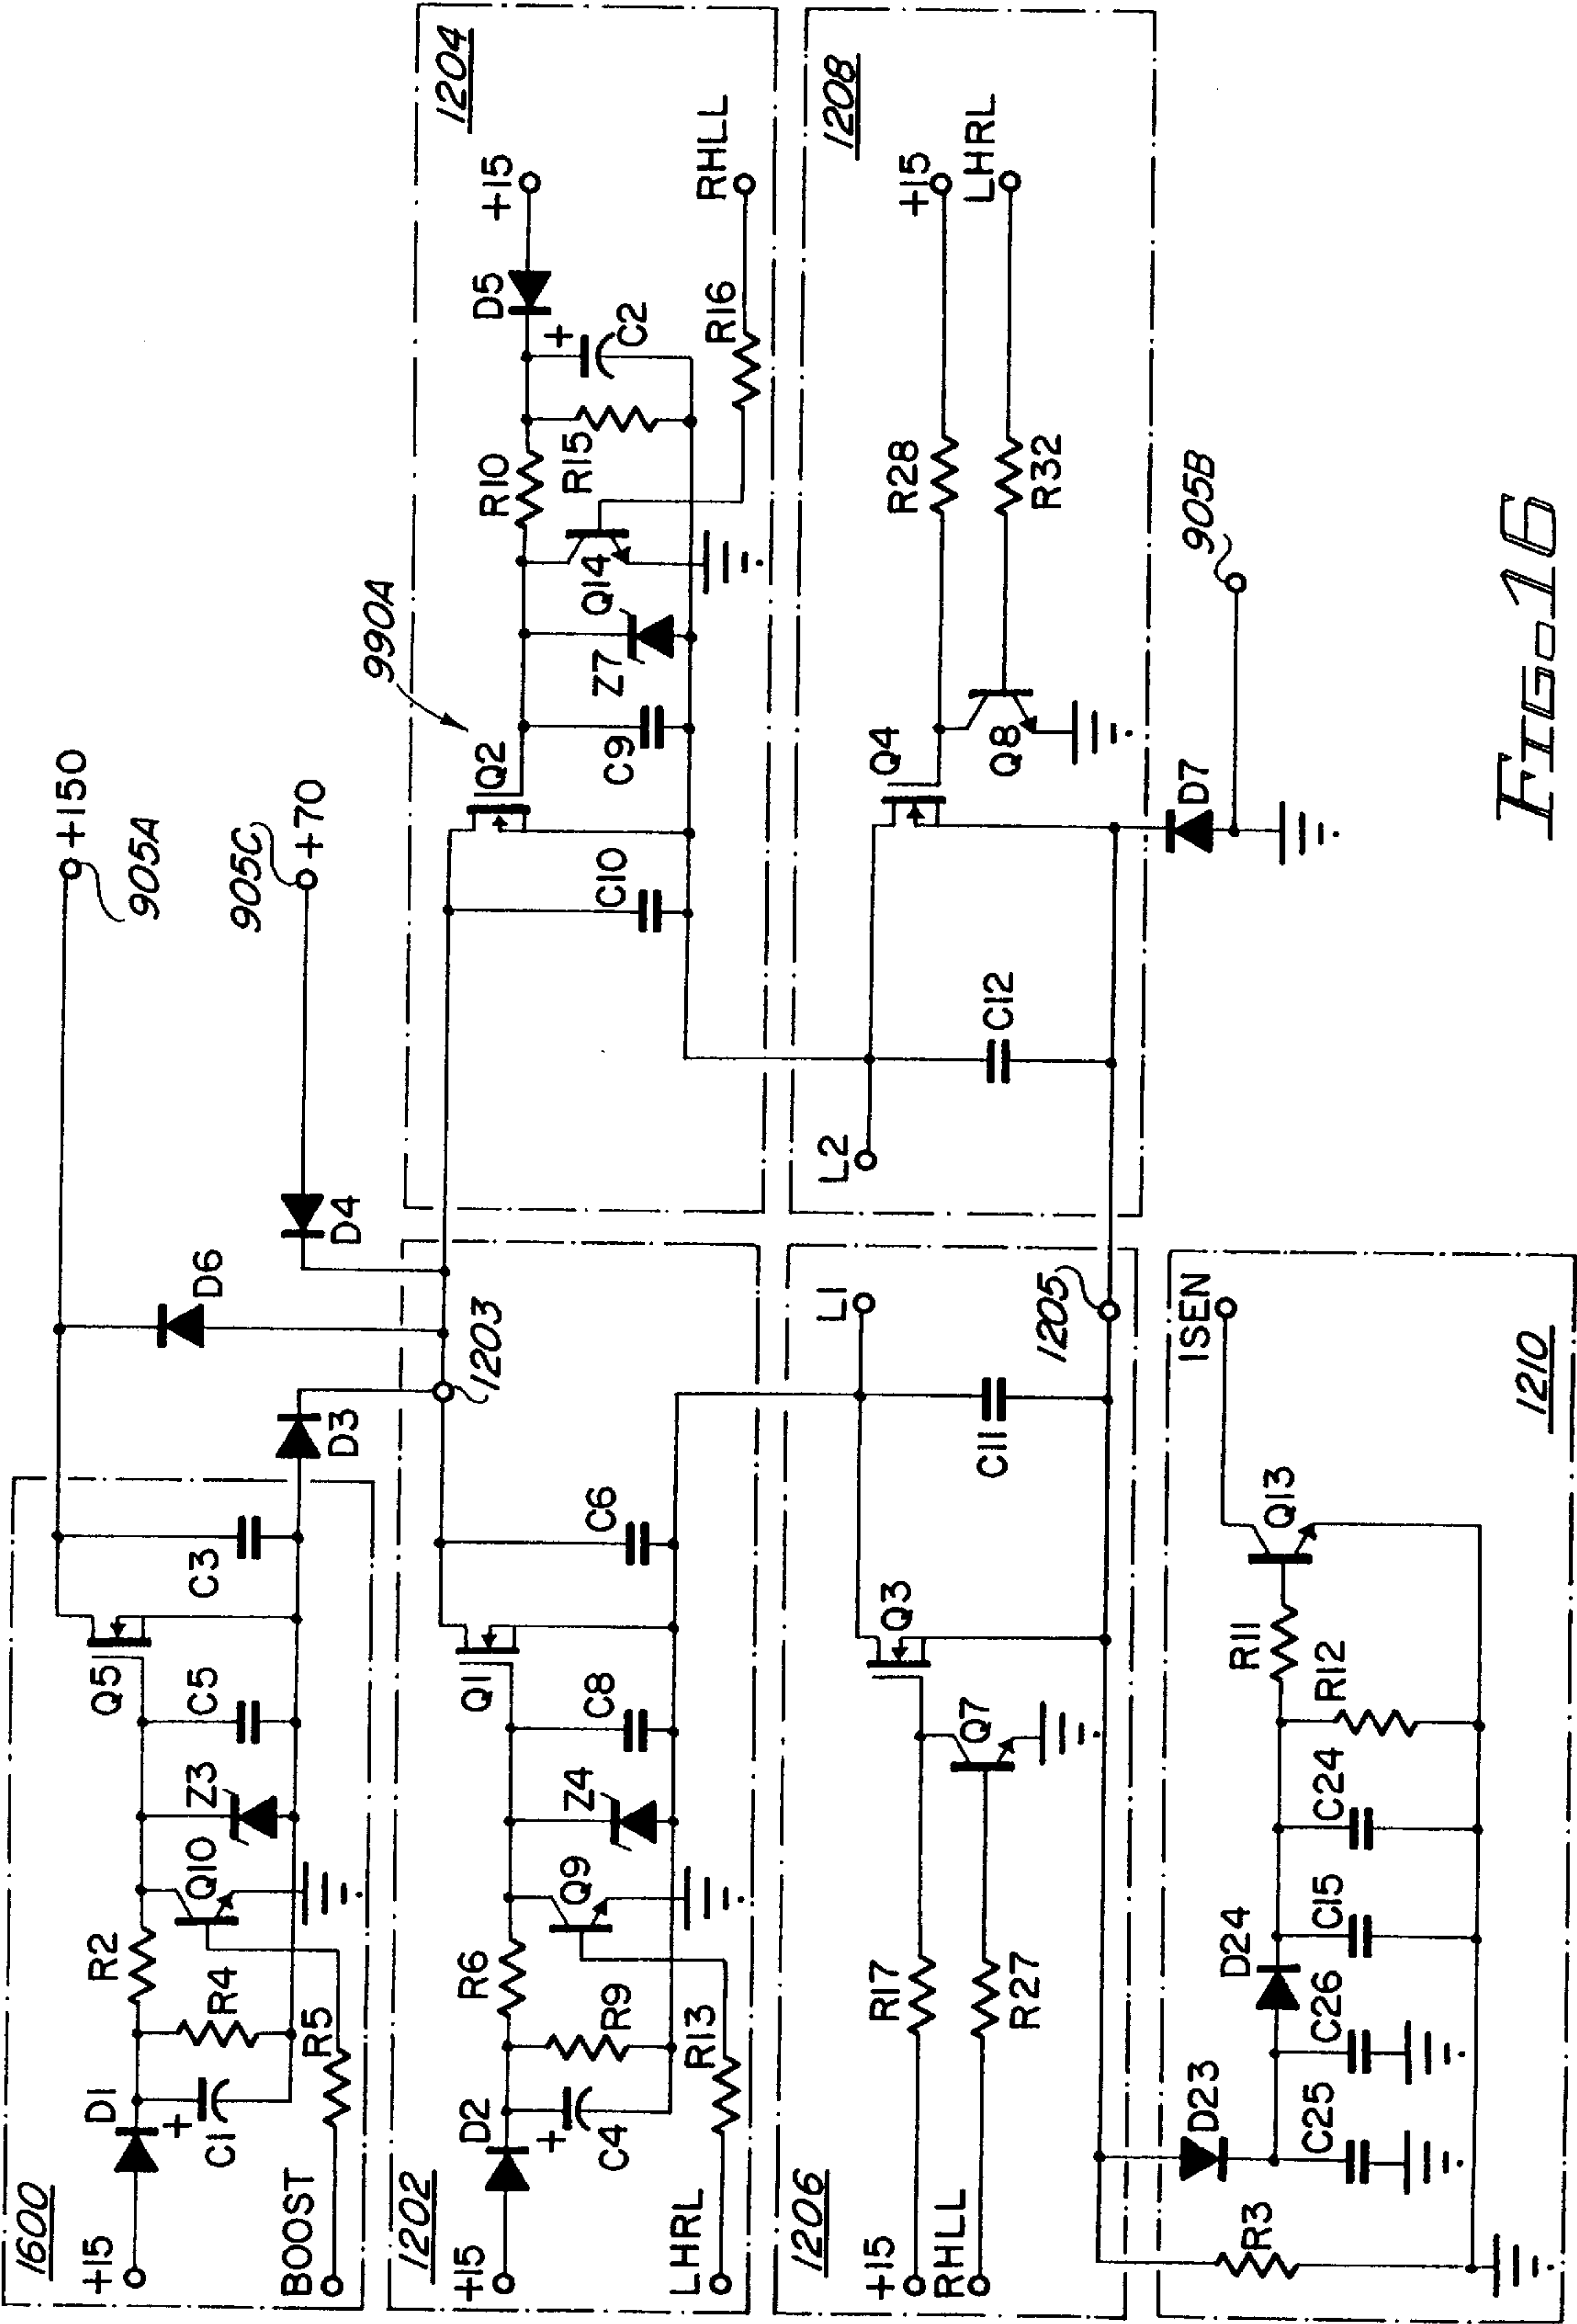 1600
+15
D1
+
C1
R4
R2
Q10
Z3
C5
Q5
C3
BOOST
R5
D3
D6
+150
905A
905C
+70
D4
1203
1202
+15
D2
+
C4
R9
R6
Q9
Z4
C8
Q1
C6
LHRL
R13
1204
990A
Q2
C10
C9
Z7
Q14
R10
R15
D5
+
C2
+15
R16
RHLL
1206
+15
R17
Q3
L1
RHLL
R27
Q7
C11
1205
1208
L2
C12
Q4
Q8
R28
+15
R32
LHRL
D7
905B
1210
R3
D23
C25
C26
D24
C15
C24
R12
R11
Q13
ISEN
FIG.16